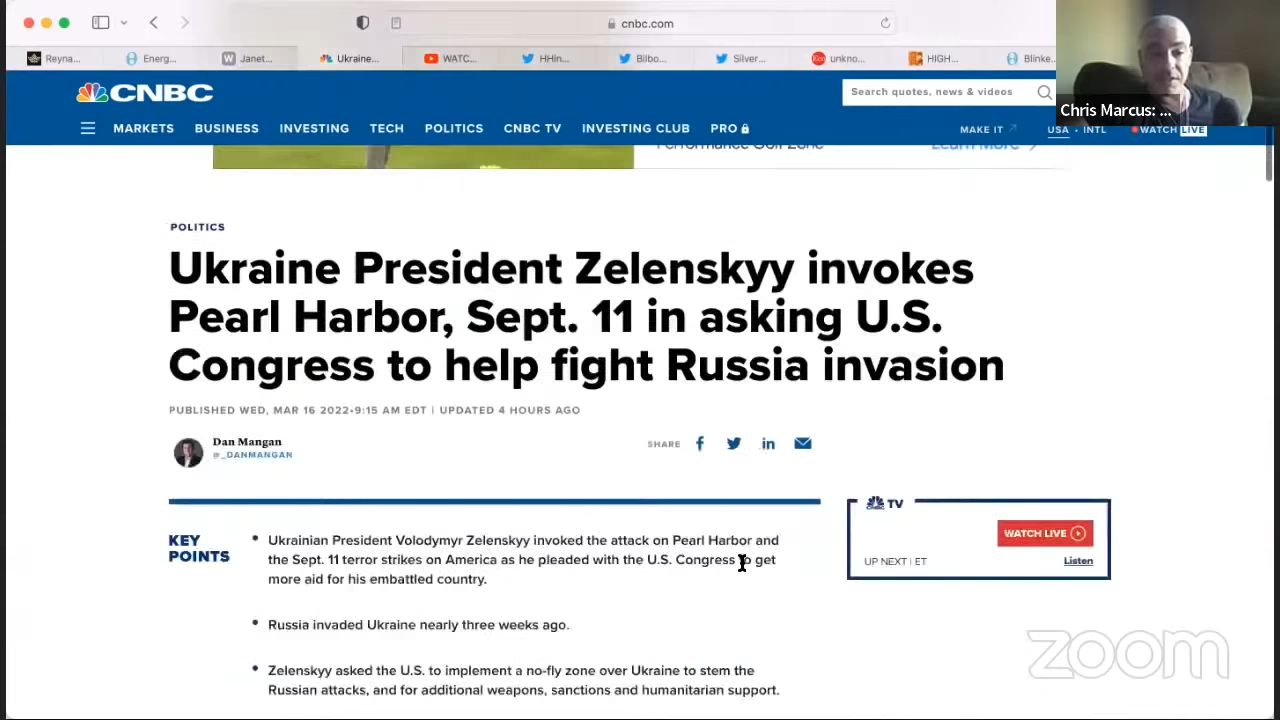 cnbc.com
Reyna...
Energ...
Janet...
Ukraine...
WATC...
HHin...
Bilbo...
Silver...
unkno...
HIGH...
Blinke...
Chris Marcus: ...
CNBC
Search quotes, news & videos
MARKETS BUSINESS INVESTING TECH POLITICS CNBC TV INVESTING CLUB PRO
MAKE IT USA • INTL WATCH LIVE
Performance Golf Zone
Learn More
POLITICS
Ukraine President Zelenskyy invokes
Pearl Harbor, Sept. 11 in asking U.S.
Congress to help fight Russia invasion
PUBLISHED WED, MAR 16 2022•9:15 AM EDT | UPDATED 4 HOURS AGO
Dan Mangan
@_DANMANGAN
SHARE
KEY
POINTS
• Ukrainian President Volodymyr Zelenskyy invoked the attack on Pearl Harbor and
the Sept. 11 terror strikes on America as he pleaded with the U.S. Congress to get
more aid for his embattled country.
• Russia invaded Ukraine nearly three weeks ago.
• Zelenskyy asked the U.S. to implement a no-fly zone over Ukraine to stem the
Russian attacks, and for additional weapons, sanctions and humanitarian support.
TV
WATCH LIVE
UP NEXT | ET
Listen
zoom